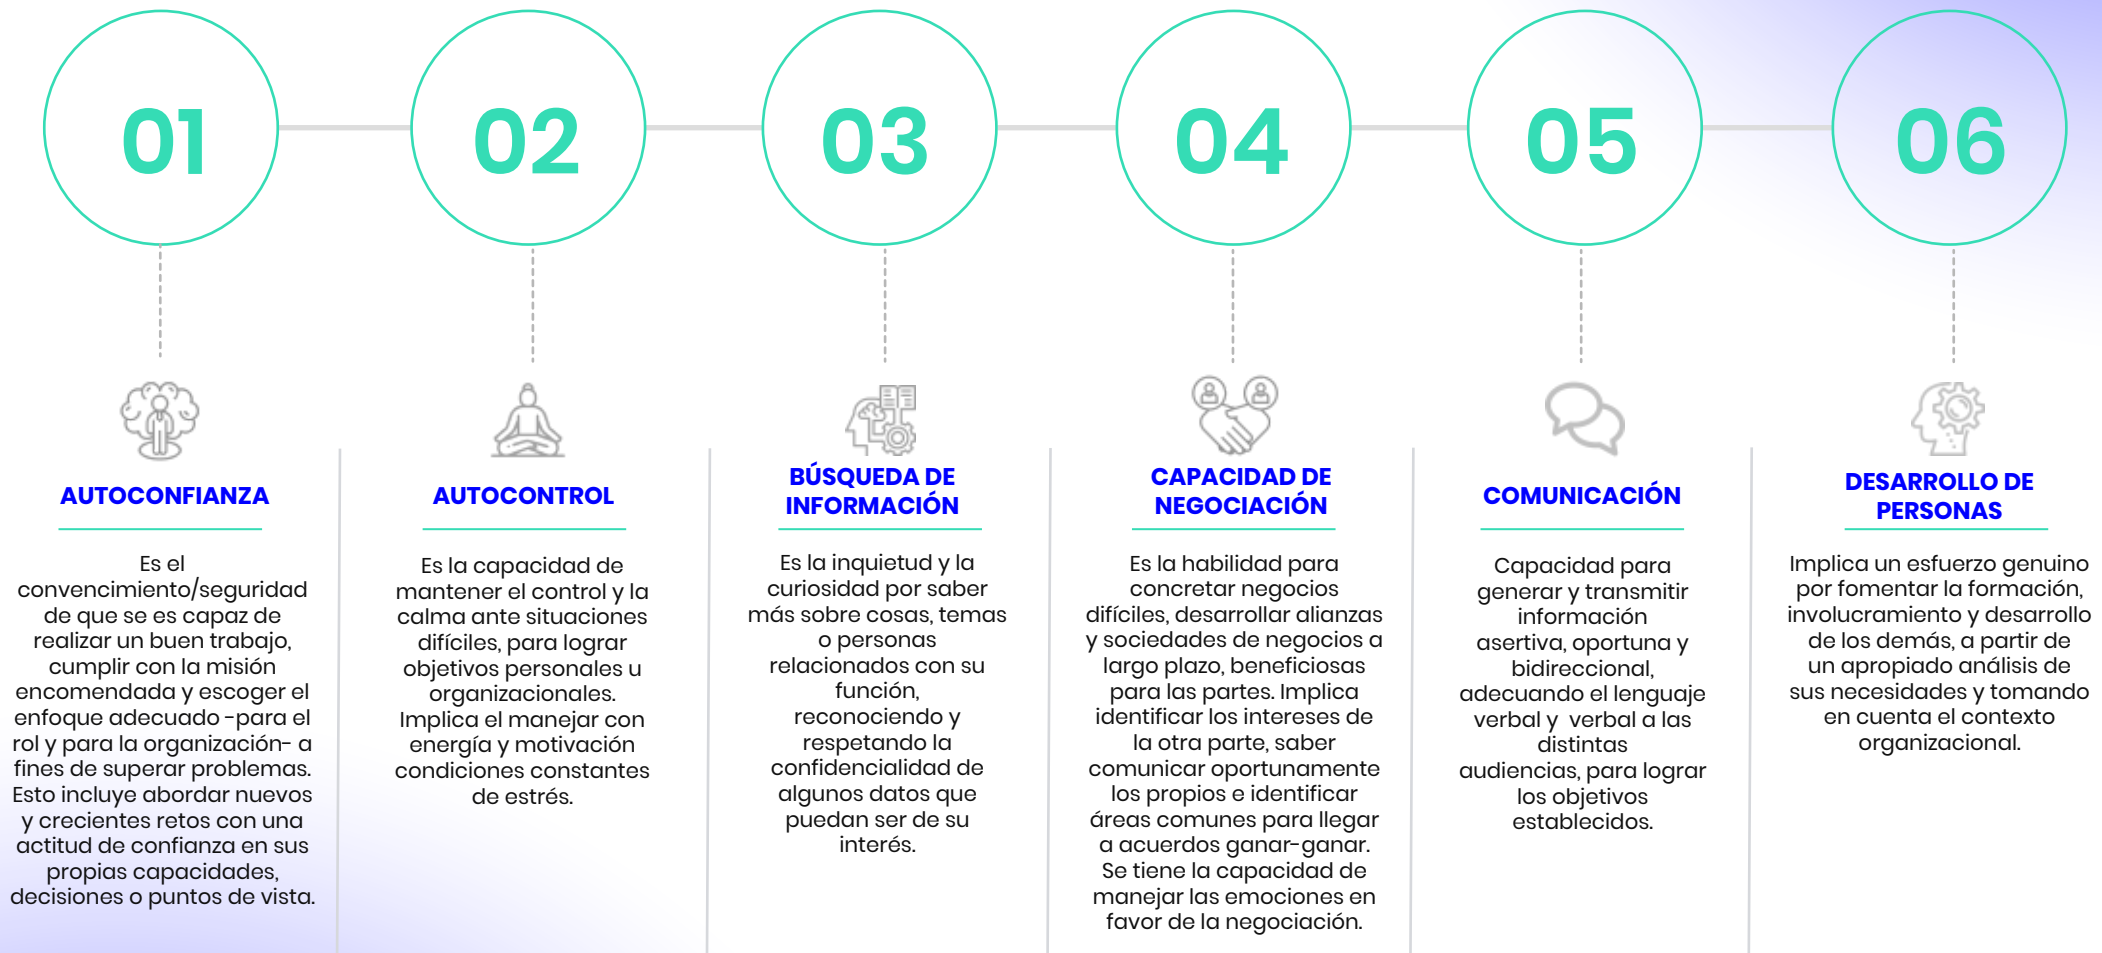 01
02
03
04
05
06
AUTOCONFIANZA
Es el
convencimiento/seguridad
de que se es capaz de
realizar un buen trabajo,
cumplir con la misión
encomendada y escoger el
enfoque adecuado -para el
rol y para la organización- a
fines de superar problemas.
Esto incluye abordar nuevos
y crecientes retos con una
actitud de confianza en sus
propias capacidades,
decisiones o puntos de vista.
AUTOCONTROL
Es la capacidad de
mantener el control y la
calma ante situaciones
difíciles, para lograr
objetivos personales u
organizacionales.
Implica el manejar con
energía y motivación
condiciones constantes
de estrés.
BÚSQUEDA DE
INFORMACIÓN
Es la inquietud y la
curiosidad por saber
más sobre cosas, temas
o personas
relacionados con su
función,
reconociendo y
respetando la
confidencialidad de
algunos datos que
puedan ser de su
interés.
CAPACIDAD DE
NEGOCIACIÓN
Es la habilidad para
concretar negocios
difíciles, desarrollar alianzas
y sociedades de negocios a
largo plazo, beneficiosas
para las partes. Implica
identificar los intereses de
la otra parte, saber
comunicar oportunamente
los propios e identificar
áreas comunes para llegar
a acuerdos ganar-ganar.
Se tiene la capacidad de
manejar las emociones en
favor de la negociación.
COMUNICACIÓN
Capacidad para
generar y transmitir
información
asertiva, oportuna y
bidireccional,
adecuando el lenguaje
verbal y  verbal a las
distintas
audiencias, para lograr
los objetivos
establecidos.
DESARROLLO DE
PERSONAS
Implica un esfuerzo genuino
por fomentar la formación,
involucramiento y desarrollo
de los demás, a partir de
un apropiado análisis de
sus necesidades y tomando
en cuenta el contexto
organizacional.